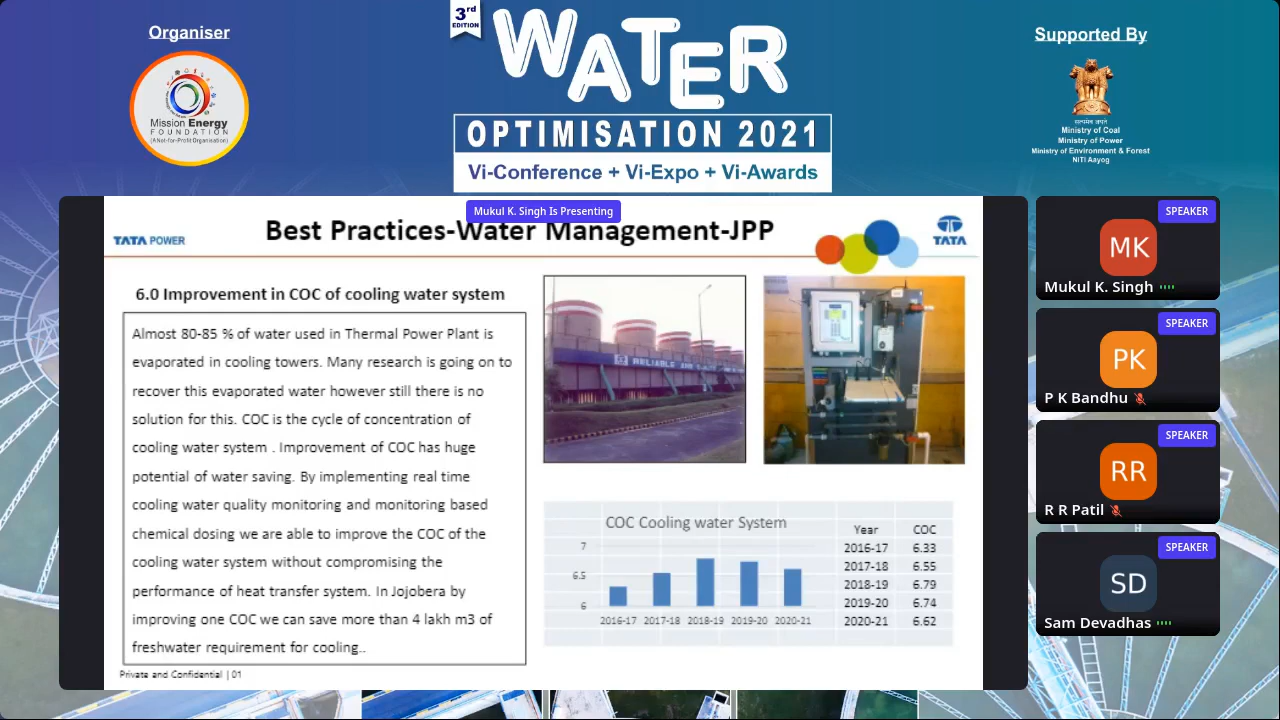 Organiser
Mission Energy
FOUNDATION
(A Not-for-Profit Organisation)
3rd
EDITION
WATER
OPTIMISATION 2021
Vi-Conference + Vi-Expo + Vi-Awards
Supported By
सत्यमेव जयते
Ministry of Coal
Ministry of Power
Ministry of Environment & Forest
NITI Aayog
Mukul K. Singh Is Presenting
TATA POWER
Best Practices-Water Management-JPP
TATA
6.0 Improvement in COC of cooling water system
Almost 80-85 % of water used in Thermal Power Plant is
evaporated in cooling towers. Many research is going on to
recover this evaporated water however still there is no
solution for this. COC is the cycle of concentration of
cooling water system . Improvement of COC has huge
potential of water saving. By implementing real time
cooling water quality monitoring and monitoring based
chemical dosing we are able to improve the COC of the
cooling water system without compromising the
performance of heat transfer system. In Jojobera by
improving one COC we can save more than 4 lakh m3 of
freshwater requirement for cooling..
Private and Confidential | 01
RELIABLE AND
COC Cooling water System
7
6.5
6
2016-17 2017-18 2018-19 2019-20 2020-21
Year COC
2016-17 6.33
2017-18 6.55
2018-19 6.79
2019-20 6.74
2020-21 6.62
SPEAKER
MK
Mukul K. Singh
SPEAKER
PK
P K Bandhu
SPEAKER
RR
R R Patil
SPEAKER
SD
Sam Devadhas